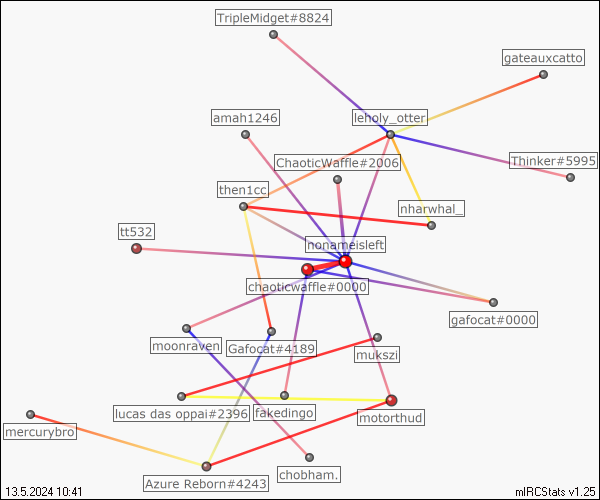 TripleMidget#8824
gateauxcatto
amah1246
leholy_otter
ChaoticWaffle#2006
Thinker#5995
then1cc
nharwhal_
tt532
nonameisleft
chaoticwaffle#0000
gafocat#0000
moonraven
Gafocat#4189
mukszi
lucas das oppai#2396
fakedingo
motorthud
mercurybro
Azure Reborn#4243
chobham.
13.5.2024 10:41
mIRCStats v1.25